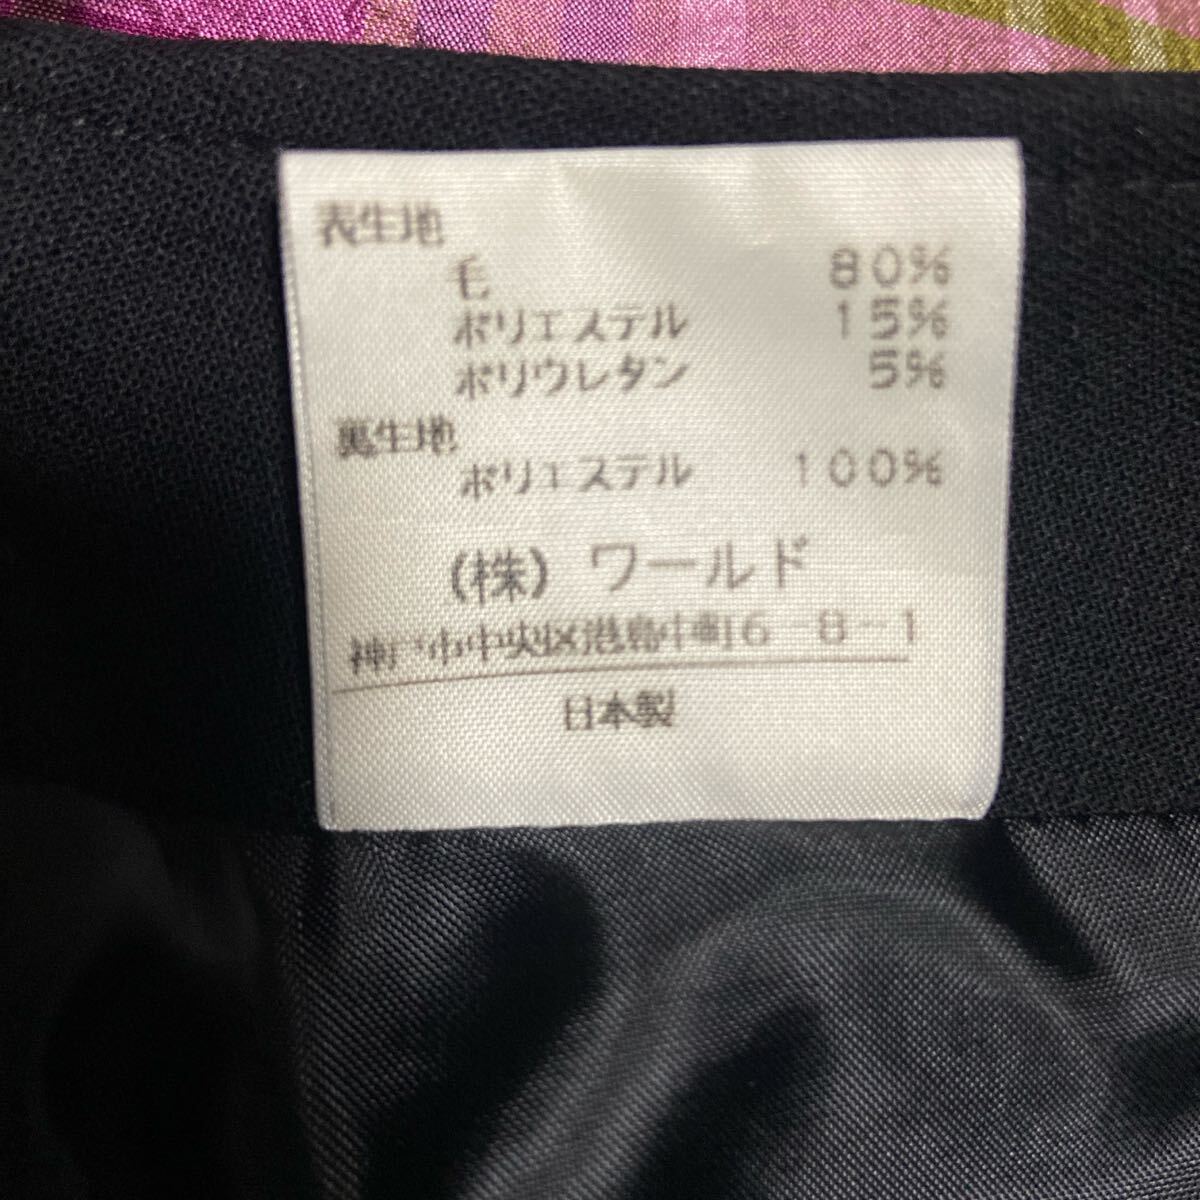 表生地
毛 80%
ポリエステル 15%
ポリウレタン 5%
裏生地
ポリエステル 100%
(株) ワールド
神戸市中央区港島中町6-8-1
日本製